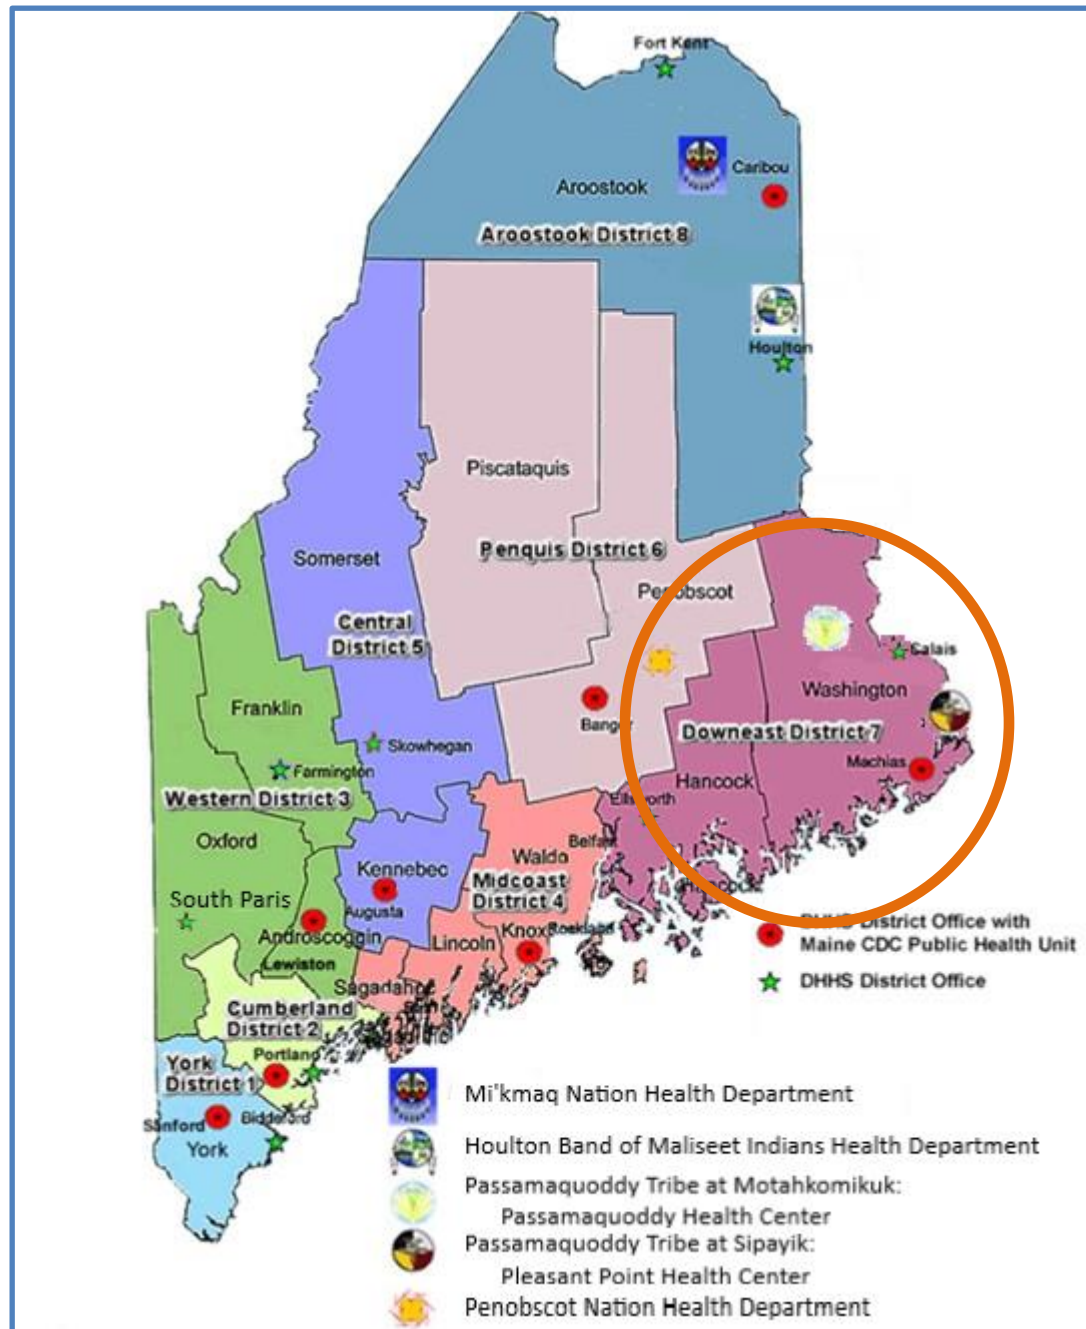 Fort Kent
Caribou
Aroostook
Aroostook District 8
Houlton
Piscataquis
Somerset
Penquis District 6
Penobscot
Central
District 5
Calais
Washington
Franklin
Bangor
Downeast District 7
Skowhegan
Machias
Farmington
Hancock
Western District 3
Ellsworth
Oxford
Belfast
Waldo
Kennebec
Midcoast
District 4
South Paris
Augusta
Knox
Rockland
Androscoggin
Lincoln
Lewiston
Sagadahoc
Hancock
Cumberland
District 2
Portland
York
District 1
Sanford
Biddeford
York
DHHS District Office with
Maine CDC Public Health Unit
DHHS District Office
Mi'kmaq Nation Health Department
Houlton Band of Maliseet Indians Health Department
Passamaquoddy Tribe at Motahkomikuk:
Passamaquoddy Health Center
Passamaquoddy Tribe at Sipayik:
Pleasant Point Health Center
Penobscot Nation Health Department